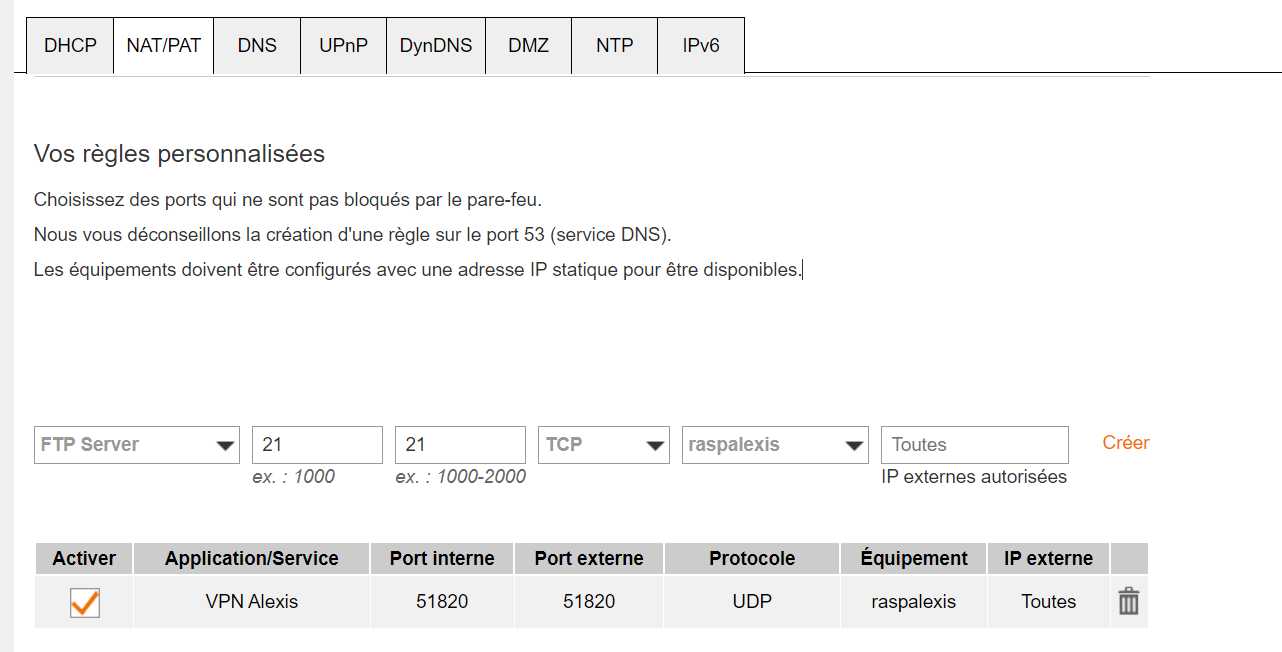 DHCP NAT/PAT DNS UPnP DynDNS DMZ NTP IPv6
Vos règles personnalisées
Choisissez des ports qui ne sont pas bloqués par le pare-feu.
Nous vous déconseillons la création d'une règle sur le port 53 (service DNS).
Les équipements doivent être configurés avec une adresse IP statique pour être disponibles.
FTP Server 21 21 TCP raspalexis Toutes Créer
ex. : 1000 ex. : 1000-2000 IP externes autorisées
Activer Application/Service Port interne Port externe Protocole Équipement IP externe
VPN Alexis 51820 51820 UDP raspalexis Toutes